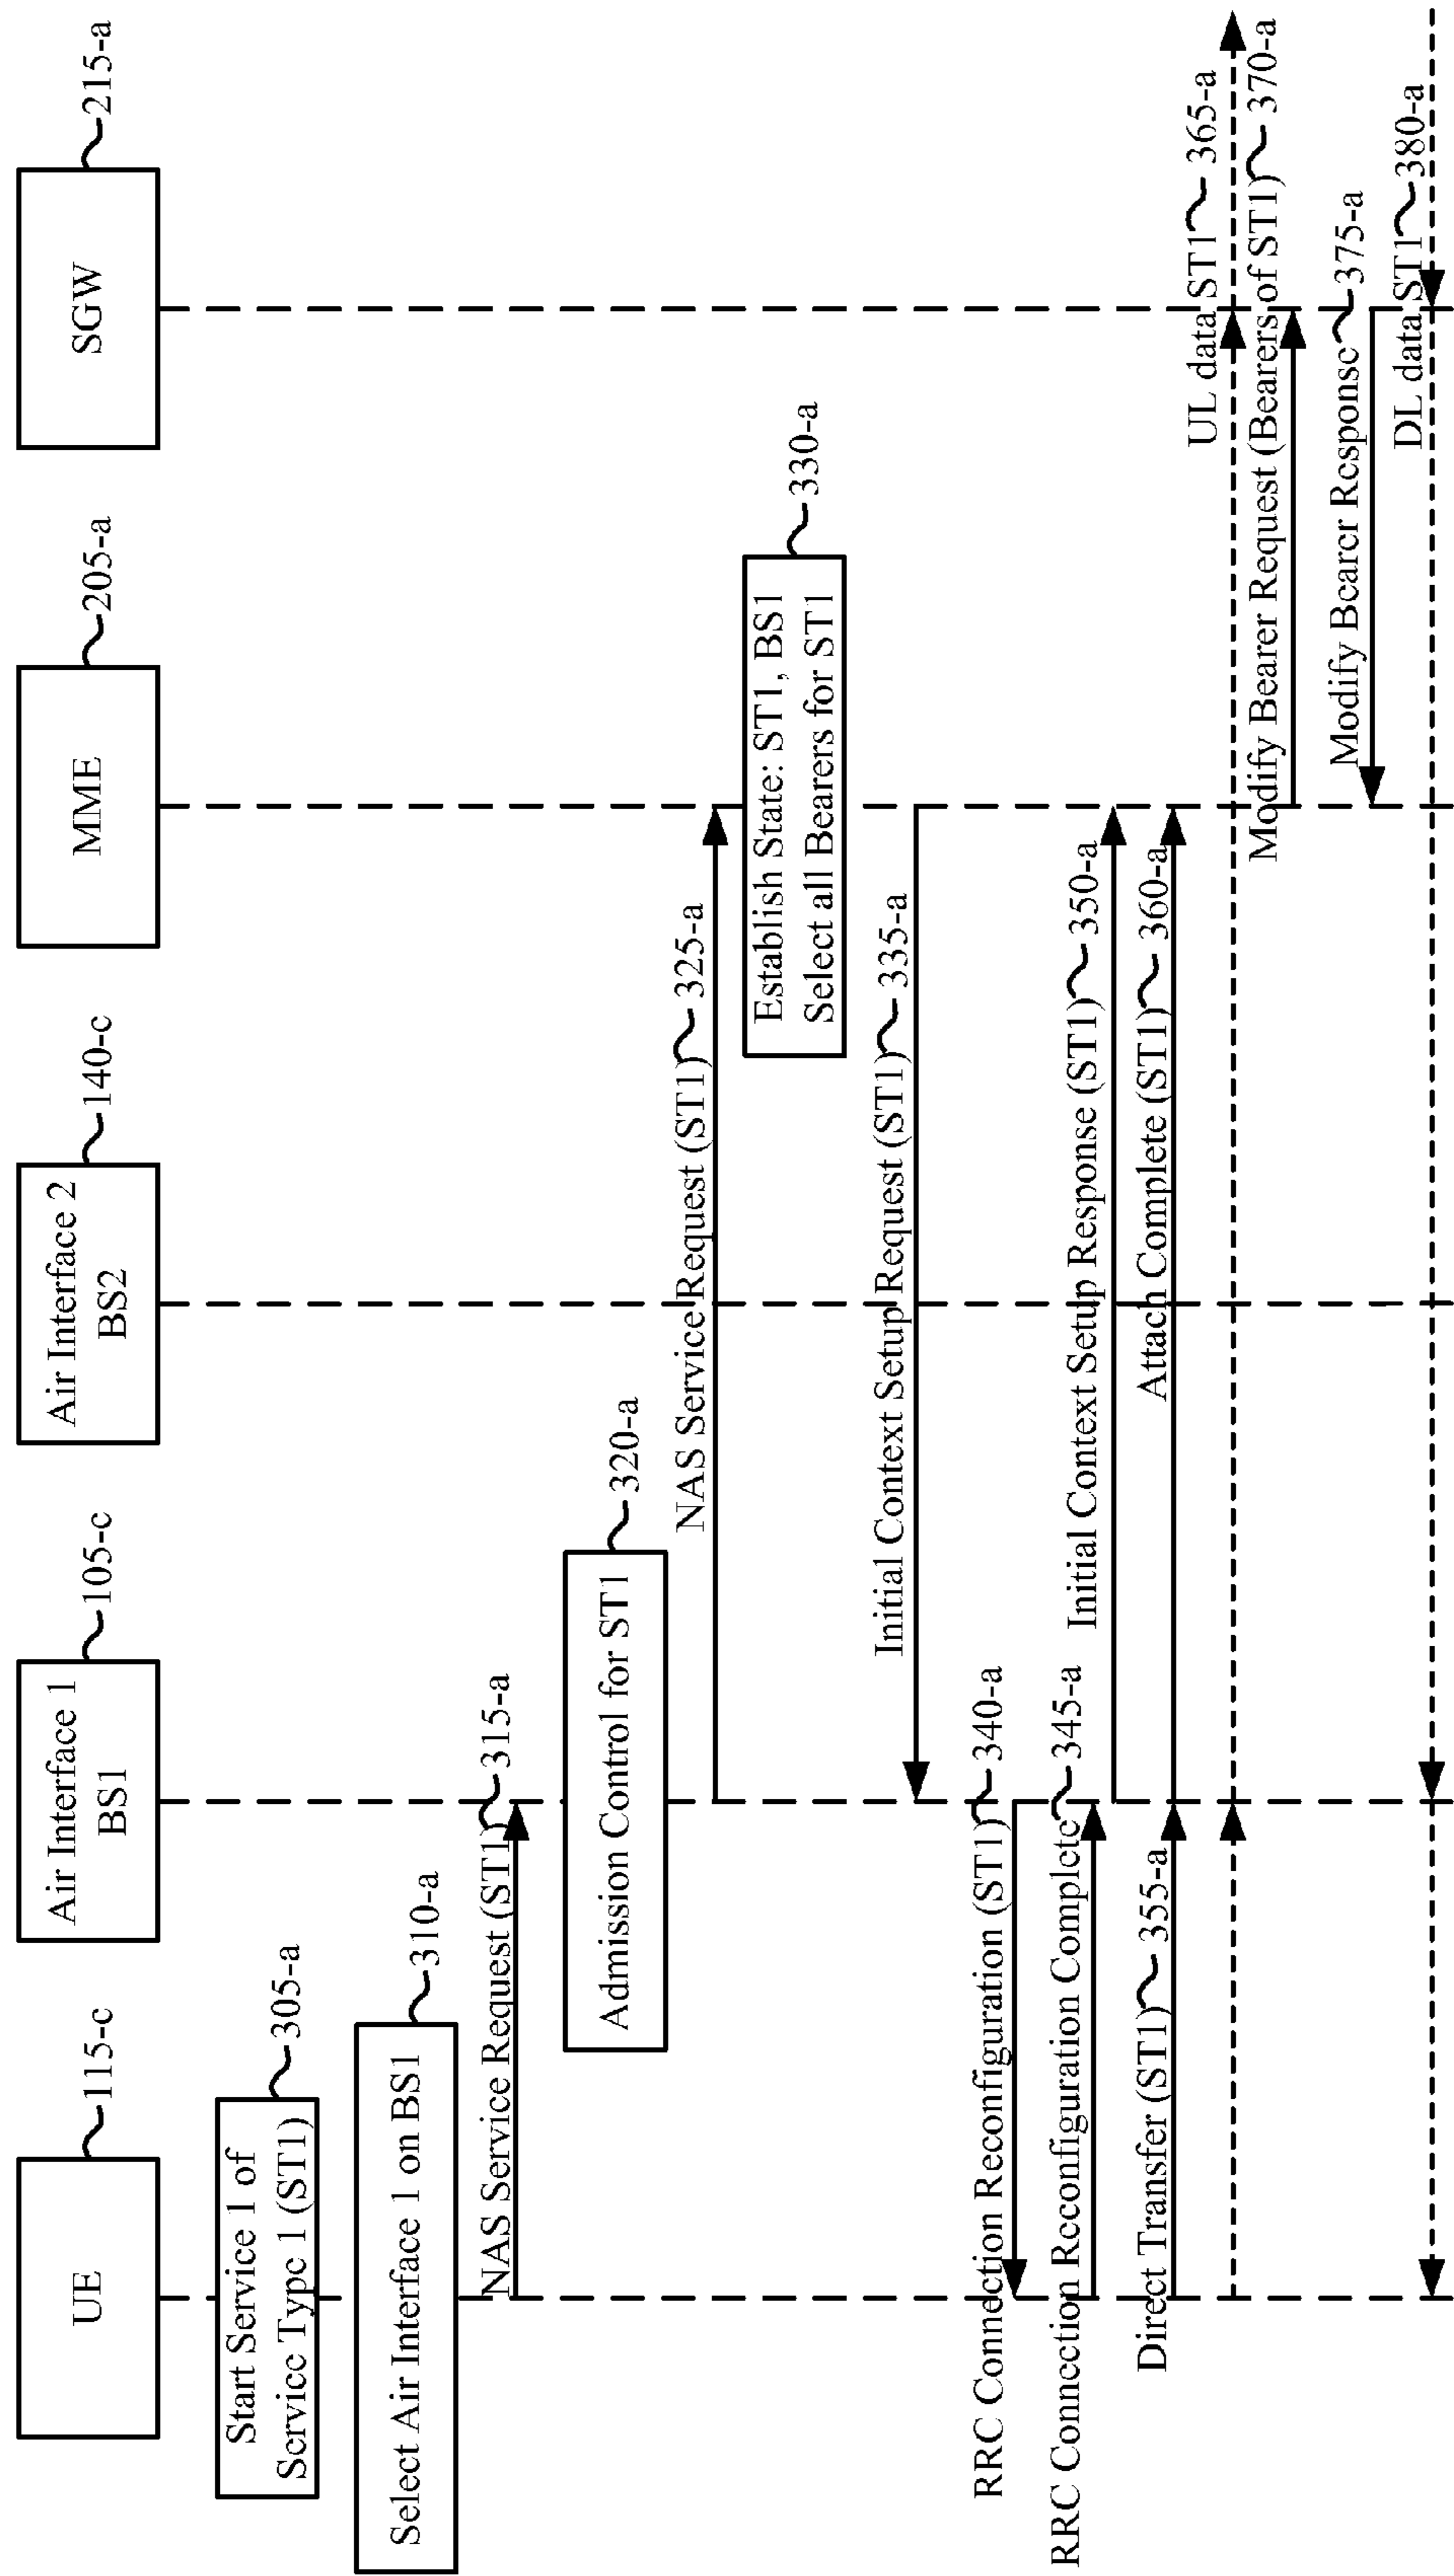 UE
115-c
Air Interface 1
BS1
105-c
Air Interface 2
BS2
140-c
MME
205-a
SGW
215-a
Start Service 1 of
Service Type 1 (ST1)
305-a
Select Air Interface 1 on BS1
310-a
NAS Service Request (ST1)
315-a
Admission Control for ST1
320-a
NAS Service Request (ST1)
325-a
Establish State: ST1, BS1
Select all Bearers for ST1
330-a
Initial Context Setup Request (ST1)
335-a
RRC Connection Reconfiguration (ST1)
340-a
RRC Connection Reconfiguration Complete
345-a
Initial Context Setup Response (ST1)
350-a
Direct Transfer (ST1)
355-a
Attach Complete (ST1)
360-a
UL data ST1
365-a
Modify Bearer Request (Bearers of ST1)
370-a
Modify Bearer Response
375-a
DL data ST1
380-a